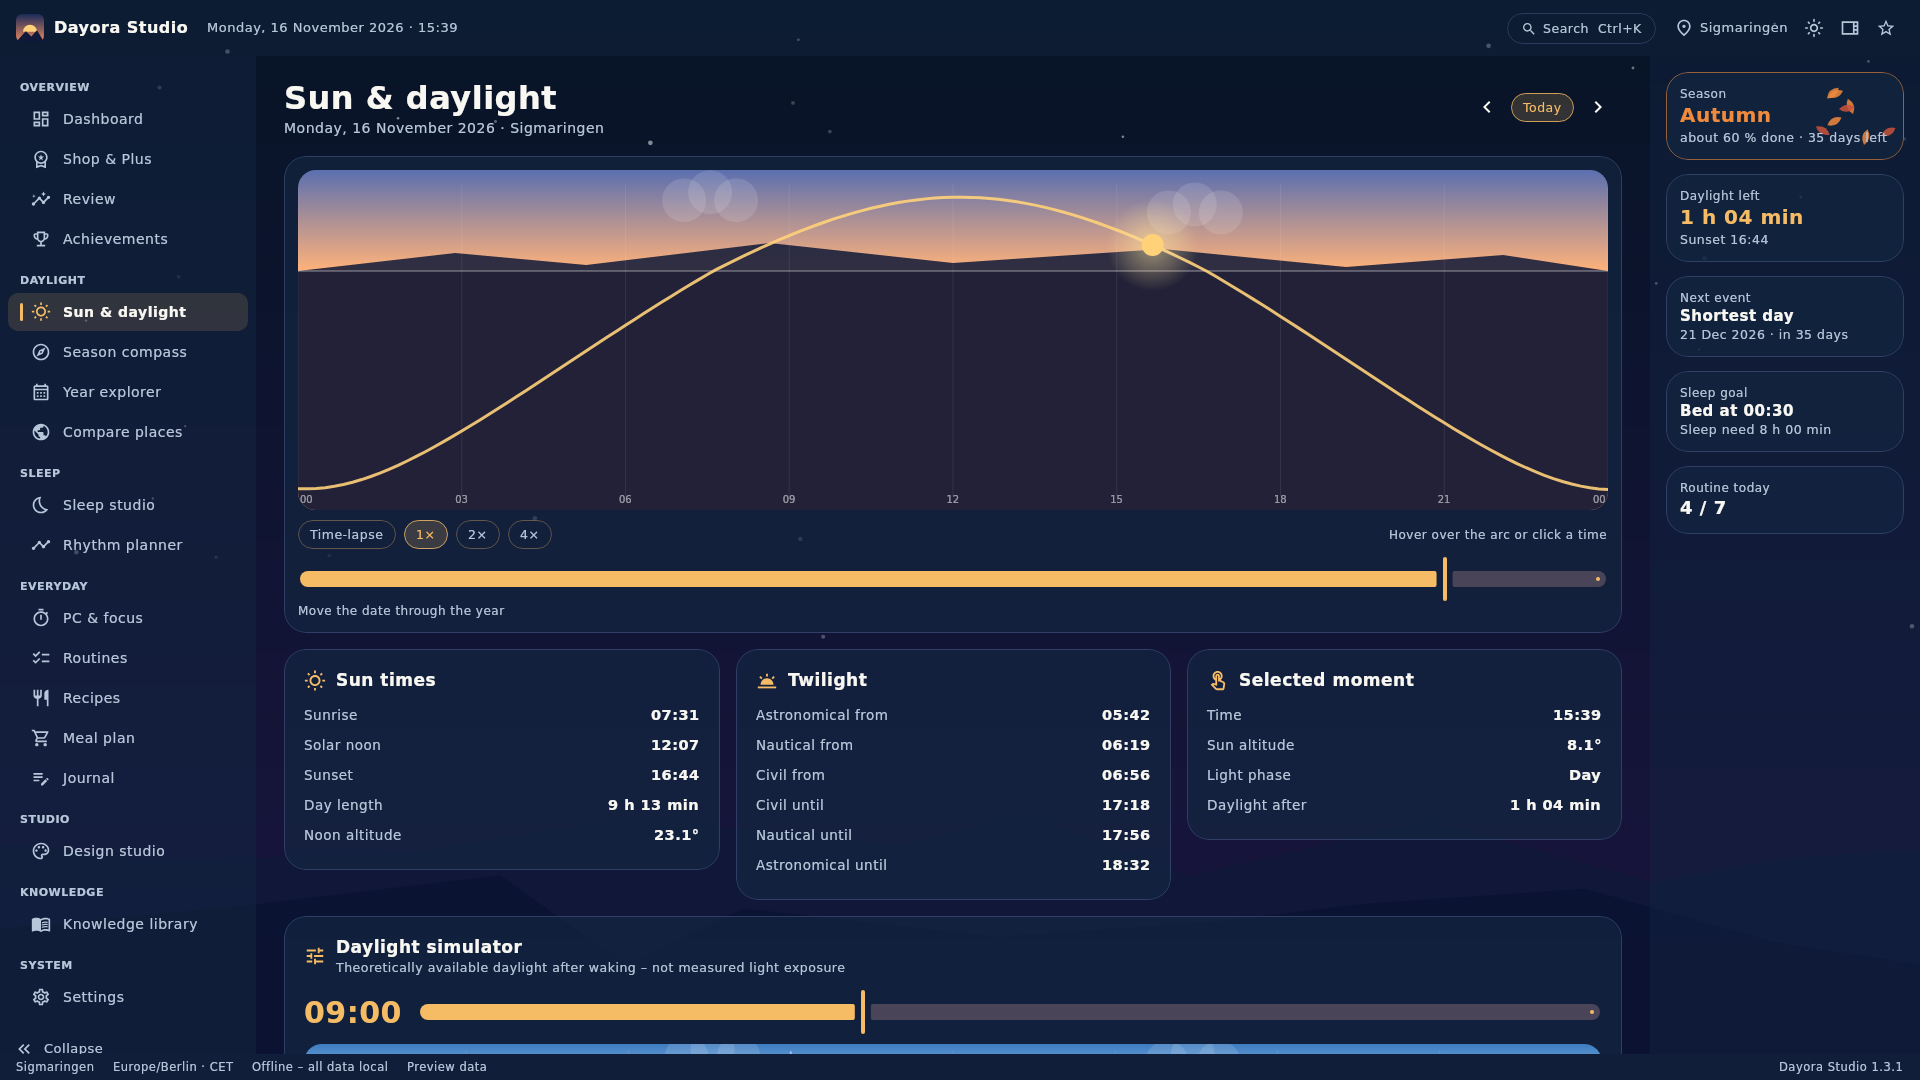 Dayora Studio
Monday, 16 November 2026 · 15:39
Search Ctrl+K
Sigmaringen
OVERVIEW
Dashboard
Shop & Plus
Review
Achievements
DAYLIGHT
Sun & daylight
Season compass
Year explorer
Compare places
SLEEP
Sleep studio
Rhythm planner
EVERYDAY
PC & focus
Routines
Recipes
Meal plan
Journal
STUDIO
Design studio
KNOWLEDGE
Knowledge library
SYSTEM
Settings
Collapse
Sun & daylight
Monday, 16 November 2026 · Sigmaringen
Today
00 03 06 09 12 15 18 21 00
Time-lapse 1× 2× 4×
Hover over the arc or click a time
Move the date through the year
Sun times
Sunrise 07:31
Solar noon 12:07
Sunset 16:44
Day length 9 h 13 min
Noon altitude 23.1°
Twilight
Astronomical from 05:42
Nautical from 06:19
Civil from 06:56
Civil until 17:18
Nautical until 17:56
Astronomical until 18:32
Selected moment
Time 15:39
Sun altitude 8.1°
Light phase Day
Daylight after 1 h 04 min
Daylight simulator
Theoretically available daylight after waking – not measured light exposure
09:00
Season
Autumn
about 60 % done · 35 days left
Daylight left
1 h 04 min
Sunset 16:44
Next event
Shortest day
21 Dec 2026 · in 35 days
Sleep goal
Bed at 00:30
Sleep need 8 h 00 min
Routine today
4 / 7
Sigmaringen Europe/Berlin · CET Offline – all data local Preview data
Dayora Studio 1.3.1